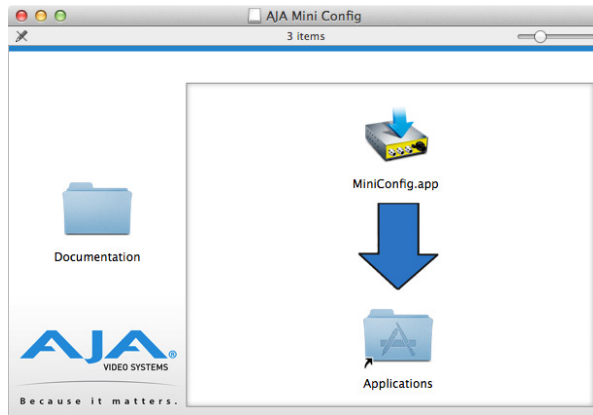 AJA Mini Config
3 items
MiniConfig.app
Documentation
Applications
AJA®
VIDEO SYSTEMS
Because it matters.